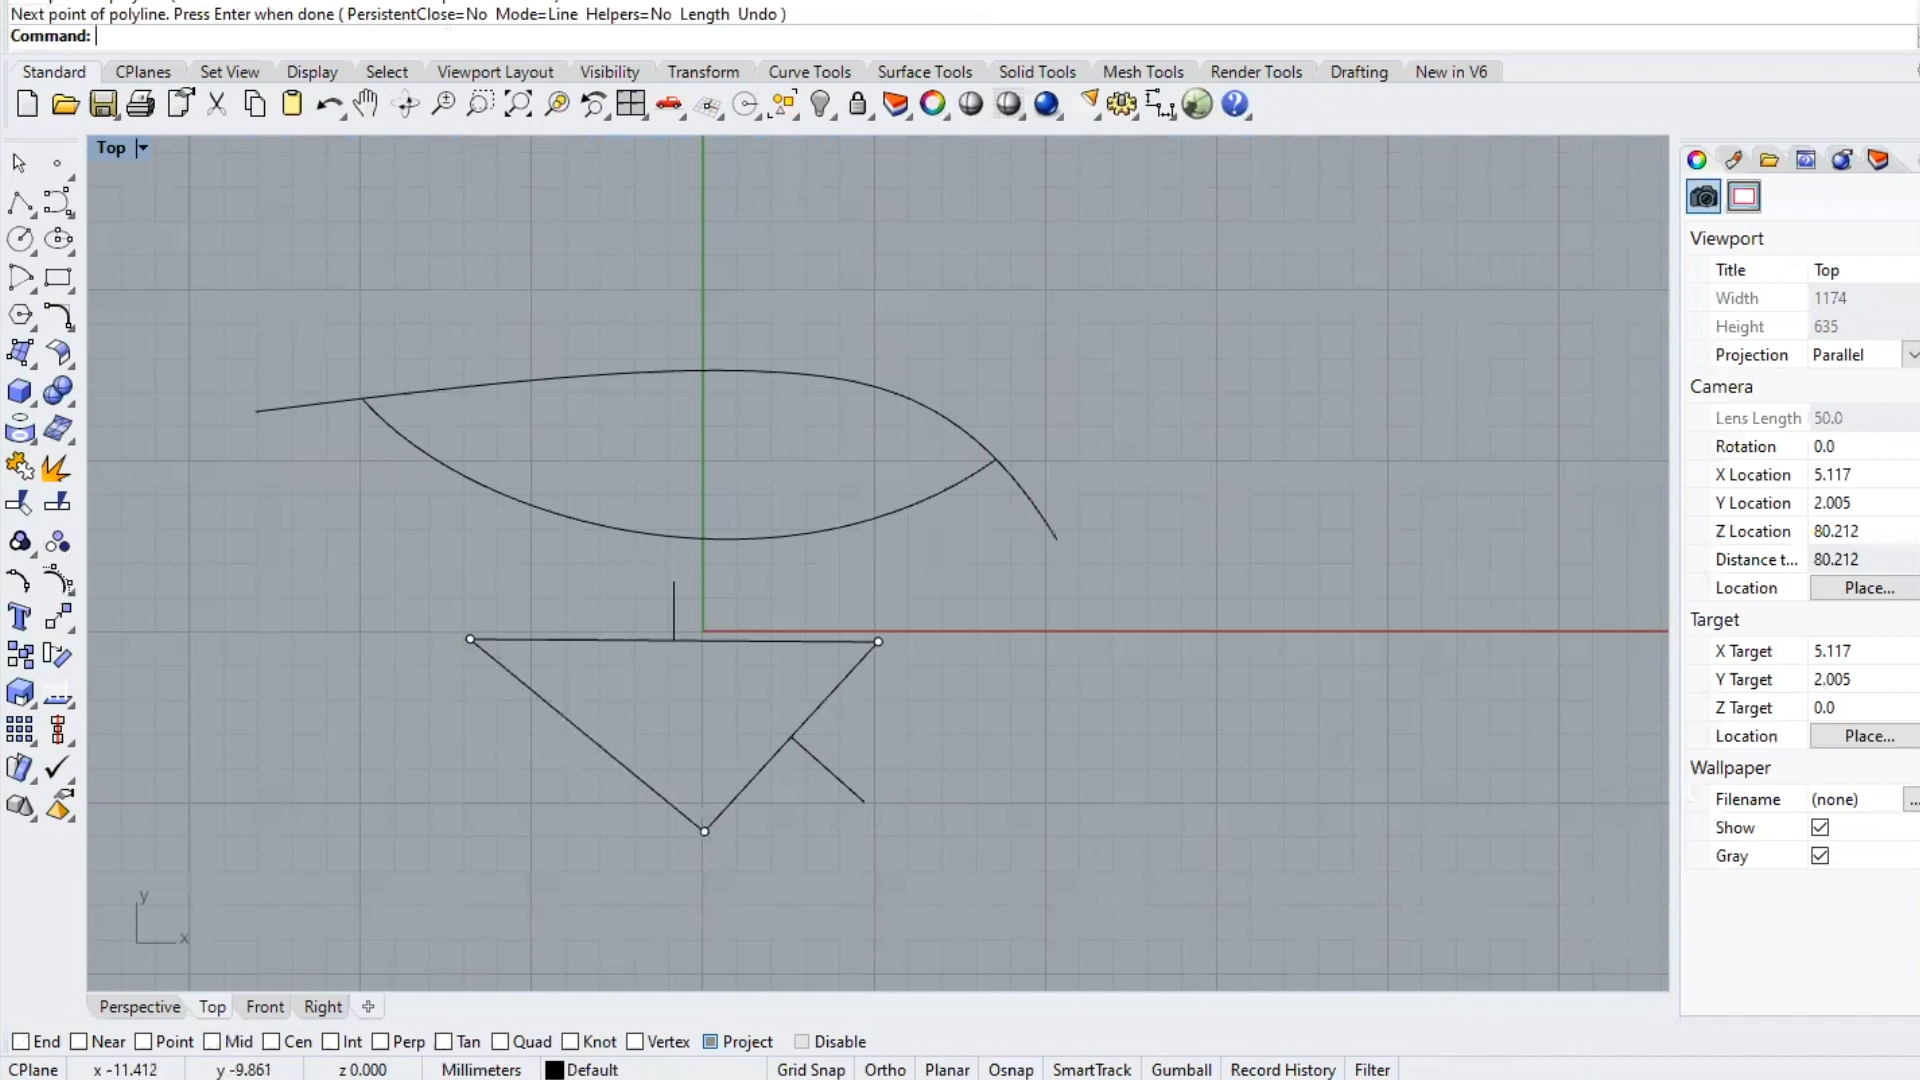 Next point of polyline. Press Enter when done ( PersistentClose=No Mode=Line Helpers=No Length Undo )
Command:
Standard CPlanes Set View Display Select Viewport Layout Visibility Transform Curve Tools Surface Tools Solid Tools Mesh Tools Render Tools Drafting New in V6
Top
Viewport
Title Top
Width 1174
Height 635
Projection Parallel
Camera
Lens Length 50.0
Rotation 0.0
X Location 5.117
Y Location 2.005
Z Location 80.212
Distance t... 80.212
Location Place...
Target
X Target 5.117
Y Target 2.005
Z Target 0.0
Location Place...
Wallpaper
Filename (none) ...
Show
Gray
y
x
Perspective Top Front Right
End Near Point Mid Cen Int Perp Tan Quad Knot Vertex Project Disable
CPlane x -11.412 y -9.861 z 0.000 Millimeters Default Grid Snap Ortho Planar Osnap SmartTrack Gumball Record History Filter